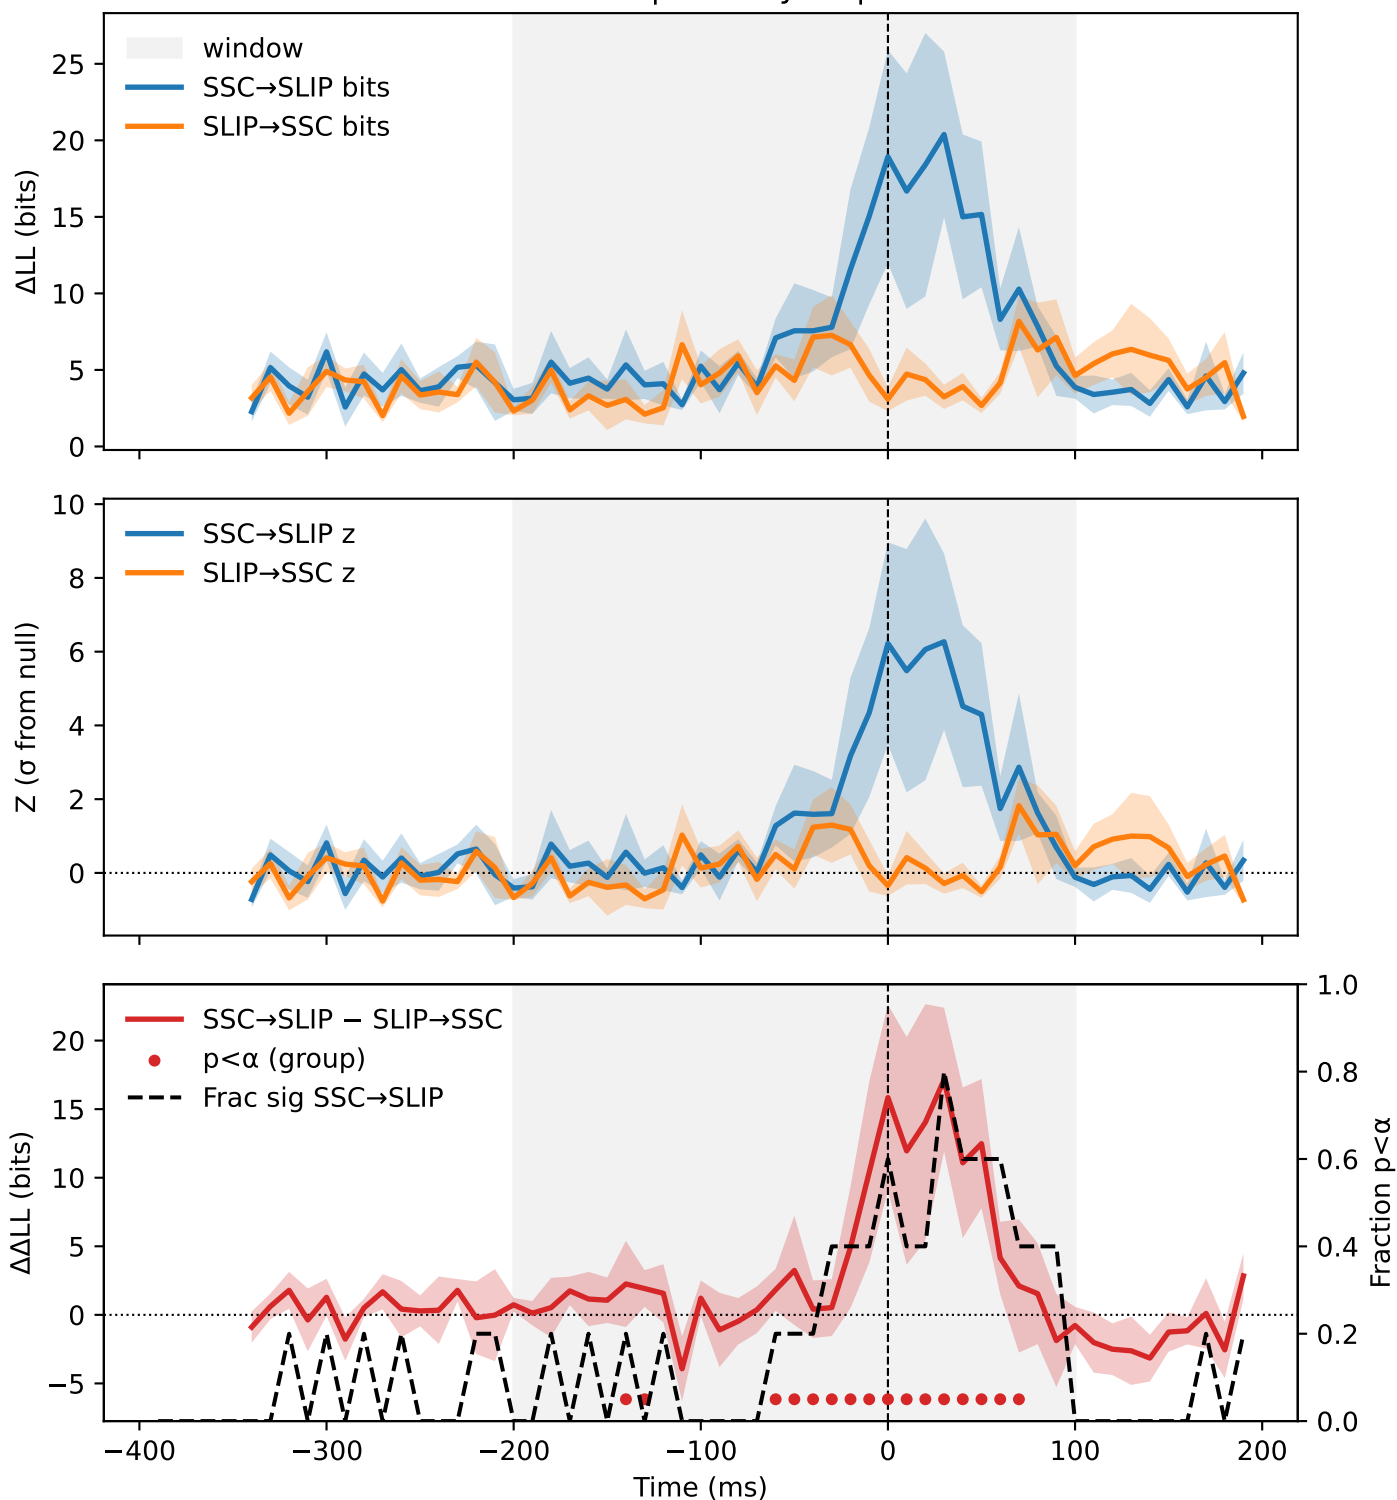 window
SSC→SLIP bits
SLIP→SSC bits
ΔLL (bits)
25
20
15
10
5
0
SSC→SLIP z
SLIP→SSC z
Z (σ from null)
10
8
6
4
2
0
SSC→SLIP − SLIP→SSC
p<α (group)
Frac sig SSC→SLIP
ΔΔLL (bits)
20
15
10
5
0
−5
1.0
0.8
0.6
0.4
0.2
0.0
Fraction p<α
−400 −300 −200 −100 0 100 200
Time (ms)